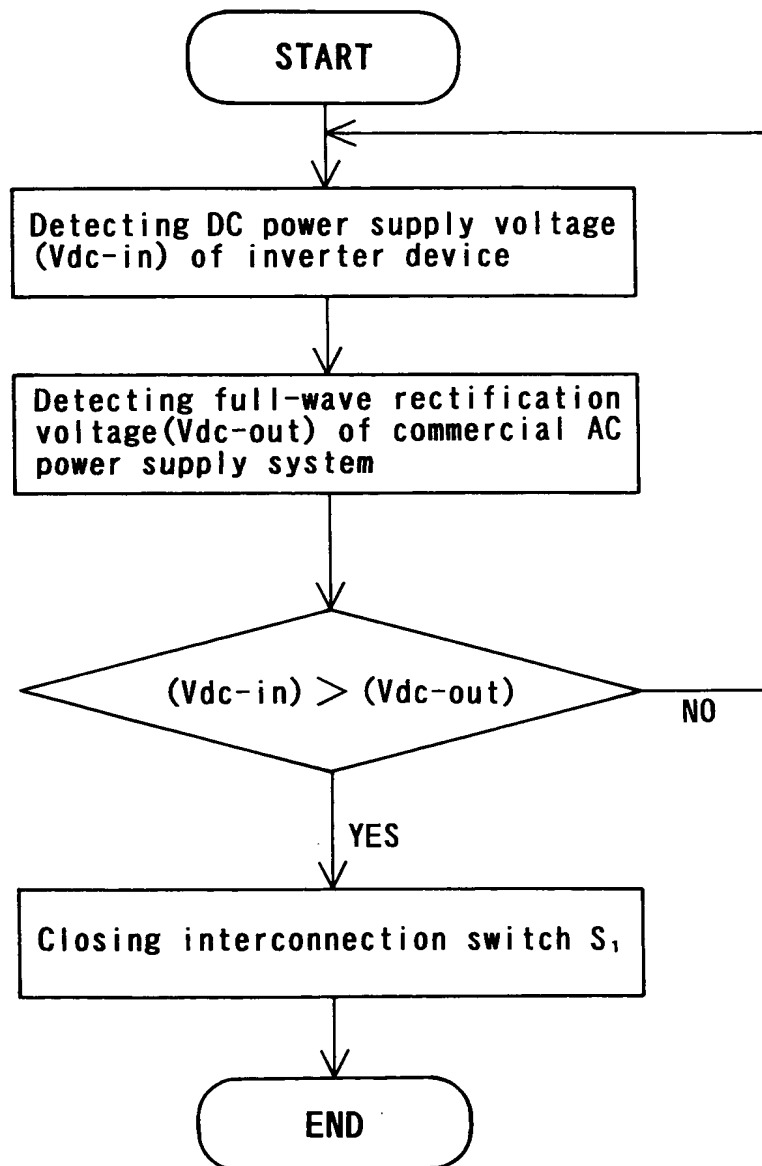 START
Detecting DC power supply voltage
(Vdc-in) of inverter device
Detecting full-wave rectification
voltage(Vdc-out) of commercial AC
power supply system
(Vdc-in) > (Vdc-out)
NO
YES
Closing interconnection switch S₁
END